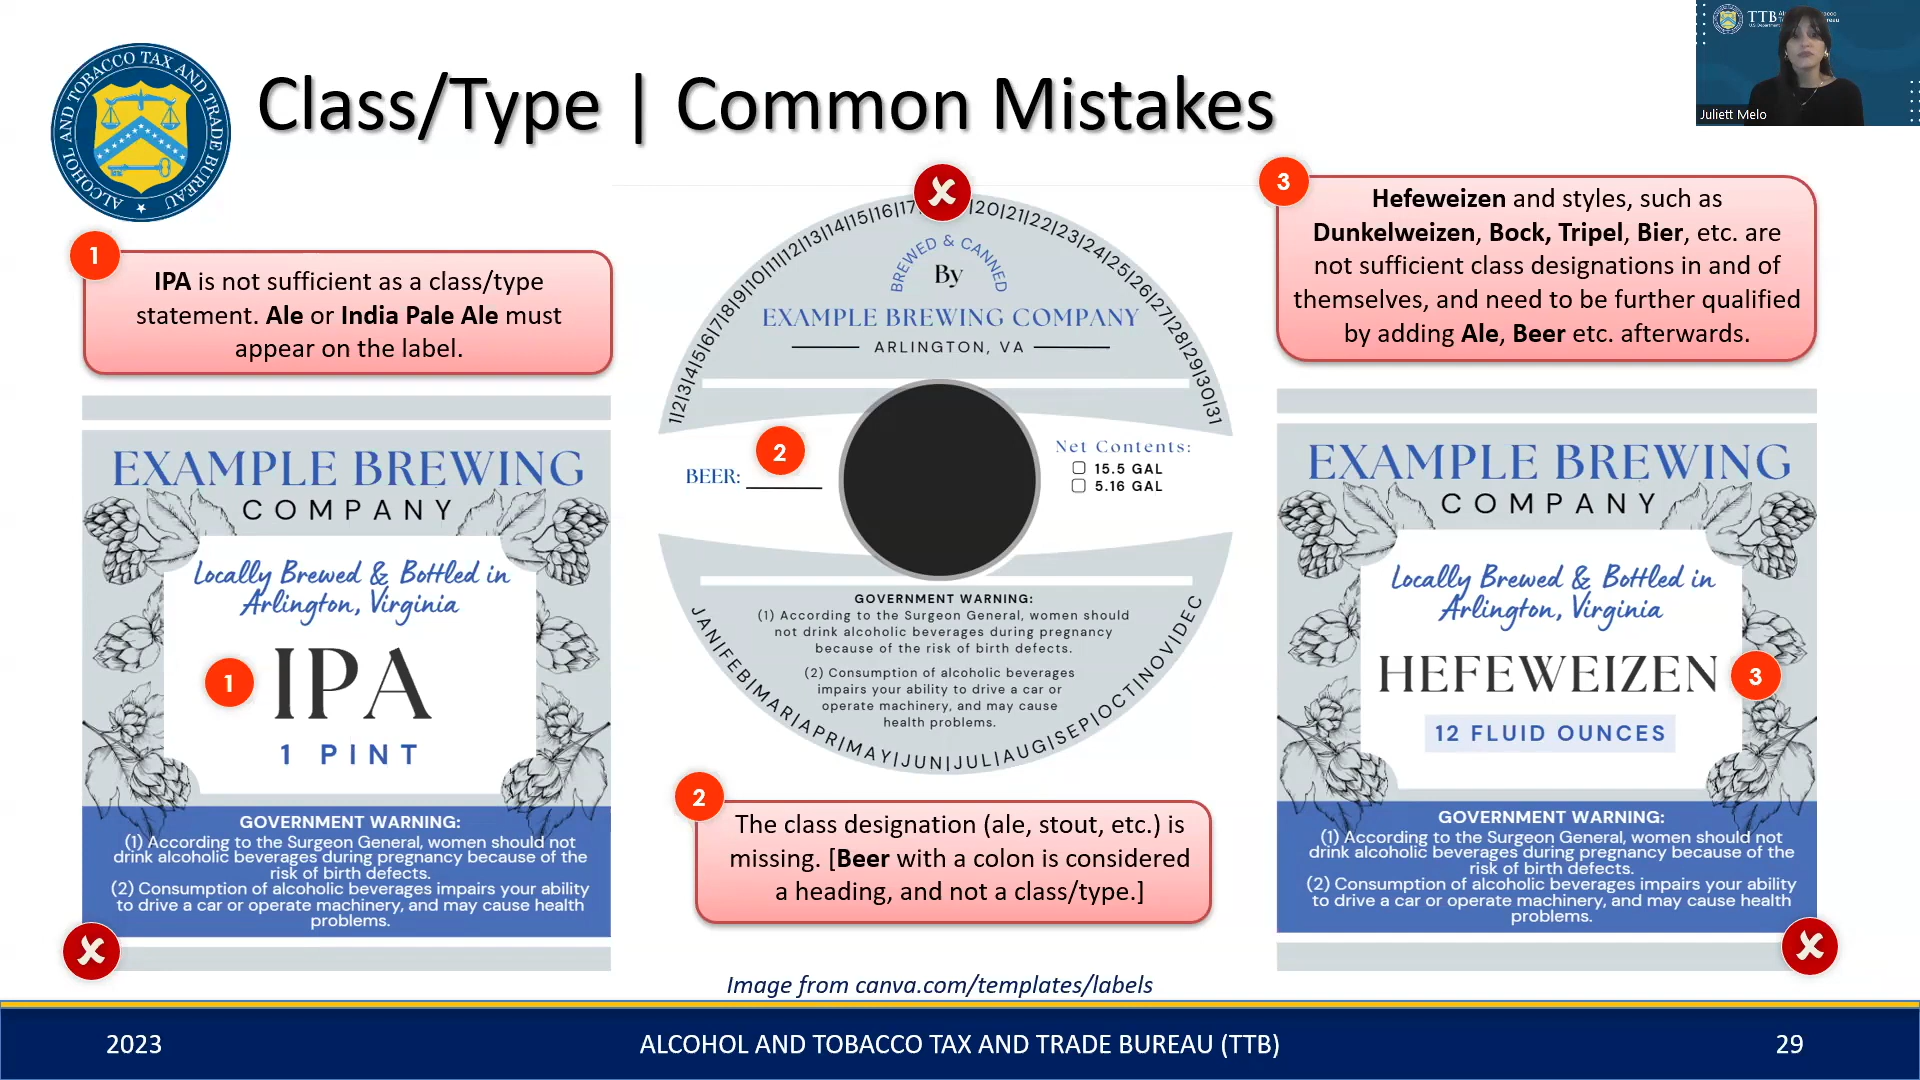 ALCOHOL AND TOBACCO TAX AND TRADE BUREAU
Class/Type | Common Mistakes
TTB
Juliett Melo
1
IPA is not sufficient as a class/type
statement. Ale or India Pale Ale must
appear on the label.
EXAMPLE BREWING
COMPANY
Locally Brewed & Bottled in
Arlington, Virginia
1
IPA
1 PINT
GOVERNMENT WARNING:
(1) According to the Surgeon General, women should not
drink alcoholic beverages during pregnancy because of the
risk of birth defects.
(2) Consumption of alcoholic beverages impairs your ability
to drive a car or operate machinery, and may cause health
problems.
1|2|3|4|5|6|7|8|9|10|11|12|13|14|15|16|17 |20|21|22|23|24|25|26|27|28|29|30|31
BREWED & CANNED
By
EXAMPLE BREWING COMPANY
ARLINGTON, VA
2
BEER:
Net Contents:
15.5 GAL
5.16 GAL
GOVERNMENT WARNING:
(1) According to the Surgeon General, women should
not drink alcoholic beverages during pregnancy
because of the risk of birth defects.
(2) Consumption of alcoholic beverages
impairs your ability to drive a car or
operate machinery, and may cause
health problems.
JAN|FEB|MAR|APR|MAY|JUN|JUL|AUG|SEP|OCT|NOV|DEC
2
The class designation (ale, stout, etc.) is
missing. [Beer with a colon is considered
a heading, and not a class/type.]
3
Hefeweizen and styles, such as
Dunkelweizen, Bock, Tripel, Bier, etc. are
not sufficient class designations in and of
themselves, and need to be further qualified
by adding Ale, Beer etc. afterwards.
EXAMPLE BREWING
COMPANY
Locally Brewed & Bottled in
Arlington, Virginia
HEFEWEIZEN
3
12 FLUID OUNCES
GOVERNMENT WARNING:
(1) According to the Surgeon General, women should not
drink alcoholic beverages during pregnancy because of the
risk of birth defects.
(2) Consumption of alcoholic beverages impairs your ability
to drive a car or operate machinery, and may cause health
problems.
Image from canva.com/templates/labels
2023
ALCOHOL AND TOBACCO TAX AND TRADE BUREAU (TTB)
29